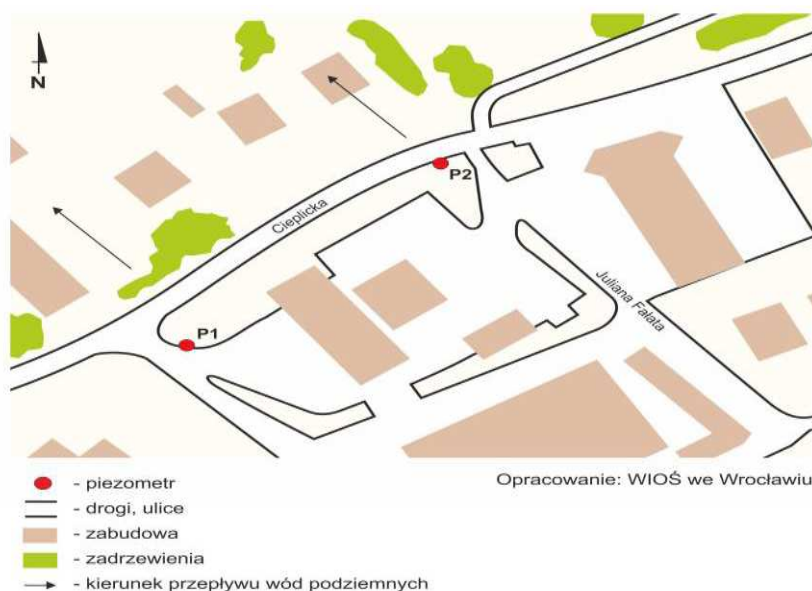 N
P2
Cieplicka
Juliana Fałata
P1
Opracowanie: WIOŚ we Wrocławiu
- piezometr
- drogi, ulice
- zabudowa
- zadrzewienia
- kierunek przepływu wód podziemnych